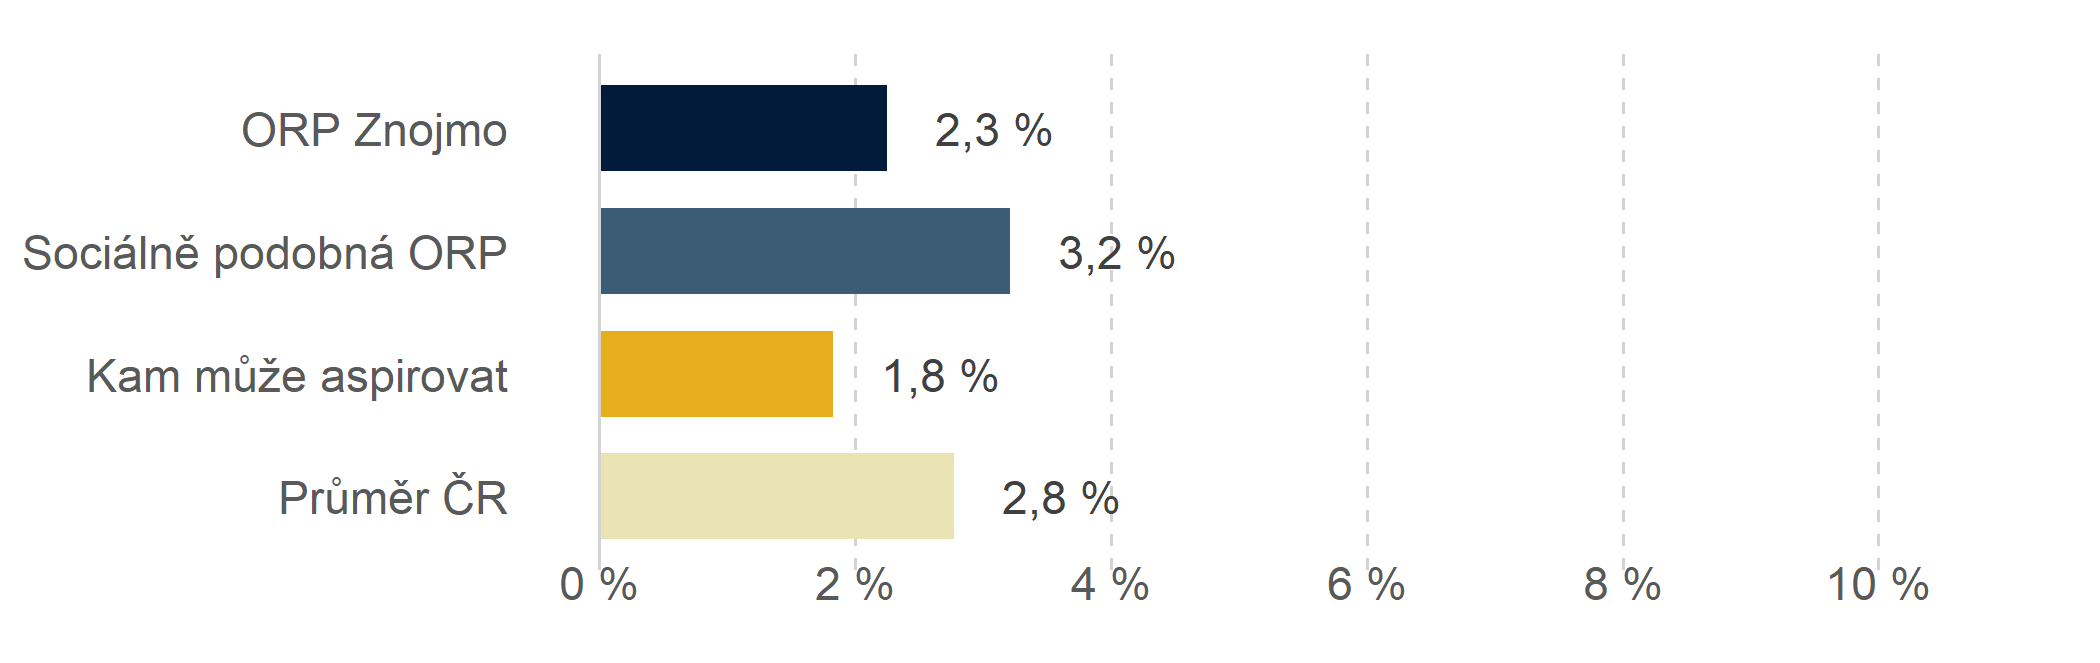 ORP Znojmo
2,3 %
Sociálně podobná ORP
3,2 %
Kam může aspirovat
1,8 %
Průměr ČR
2,8 %
0 %
2 %
4 %
6 %
8 %
10 %